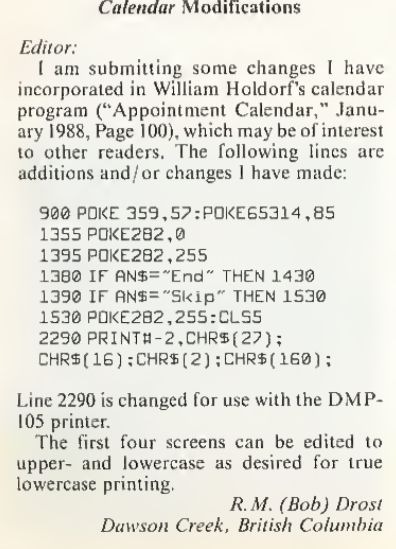 Calendar Modifications
Editor:
I am submitting some changes I have
incorporated in William Holdorf's calendar
program ("Appointment Calendar," Janu-
ary 1988, Page 100), which may be of interest
to other readers. The following lines are
additions and/or changes I have made:
900 POKE 359,57:POKE65314,85
1355 POKE282,0
1395 POKE282,255
1380 IF AN$="End" THEN 1430
1390 IF AN$="Skip" THEN 1530
1530 POKE282,255:CLS5
2290 PRINT#-2,CHR$(27);
CHR$(16);CHR$(2);CHR$(160);
Line 2290 is changed for use with the DMP-
105 printer.
The first four screens can be edited to
upper- and lowercase as desired for true
lowercase printing.
R.M. (Bob) Drost
Dawson Creek, British Columbia